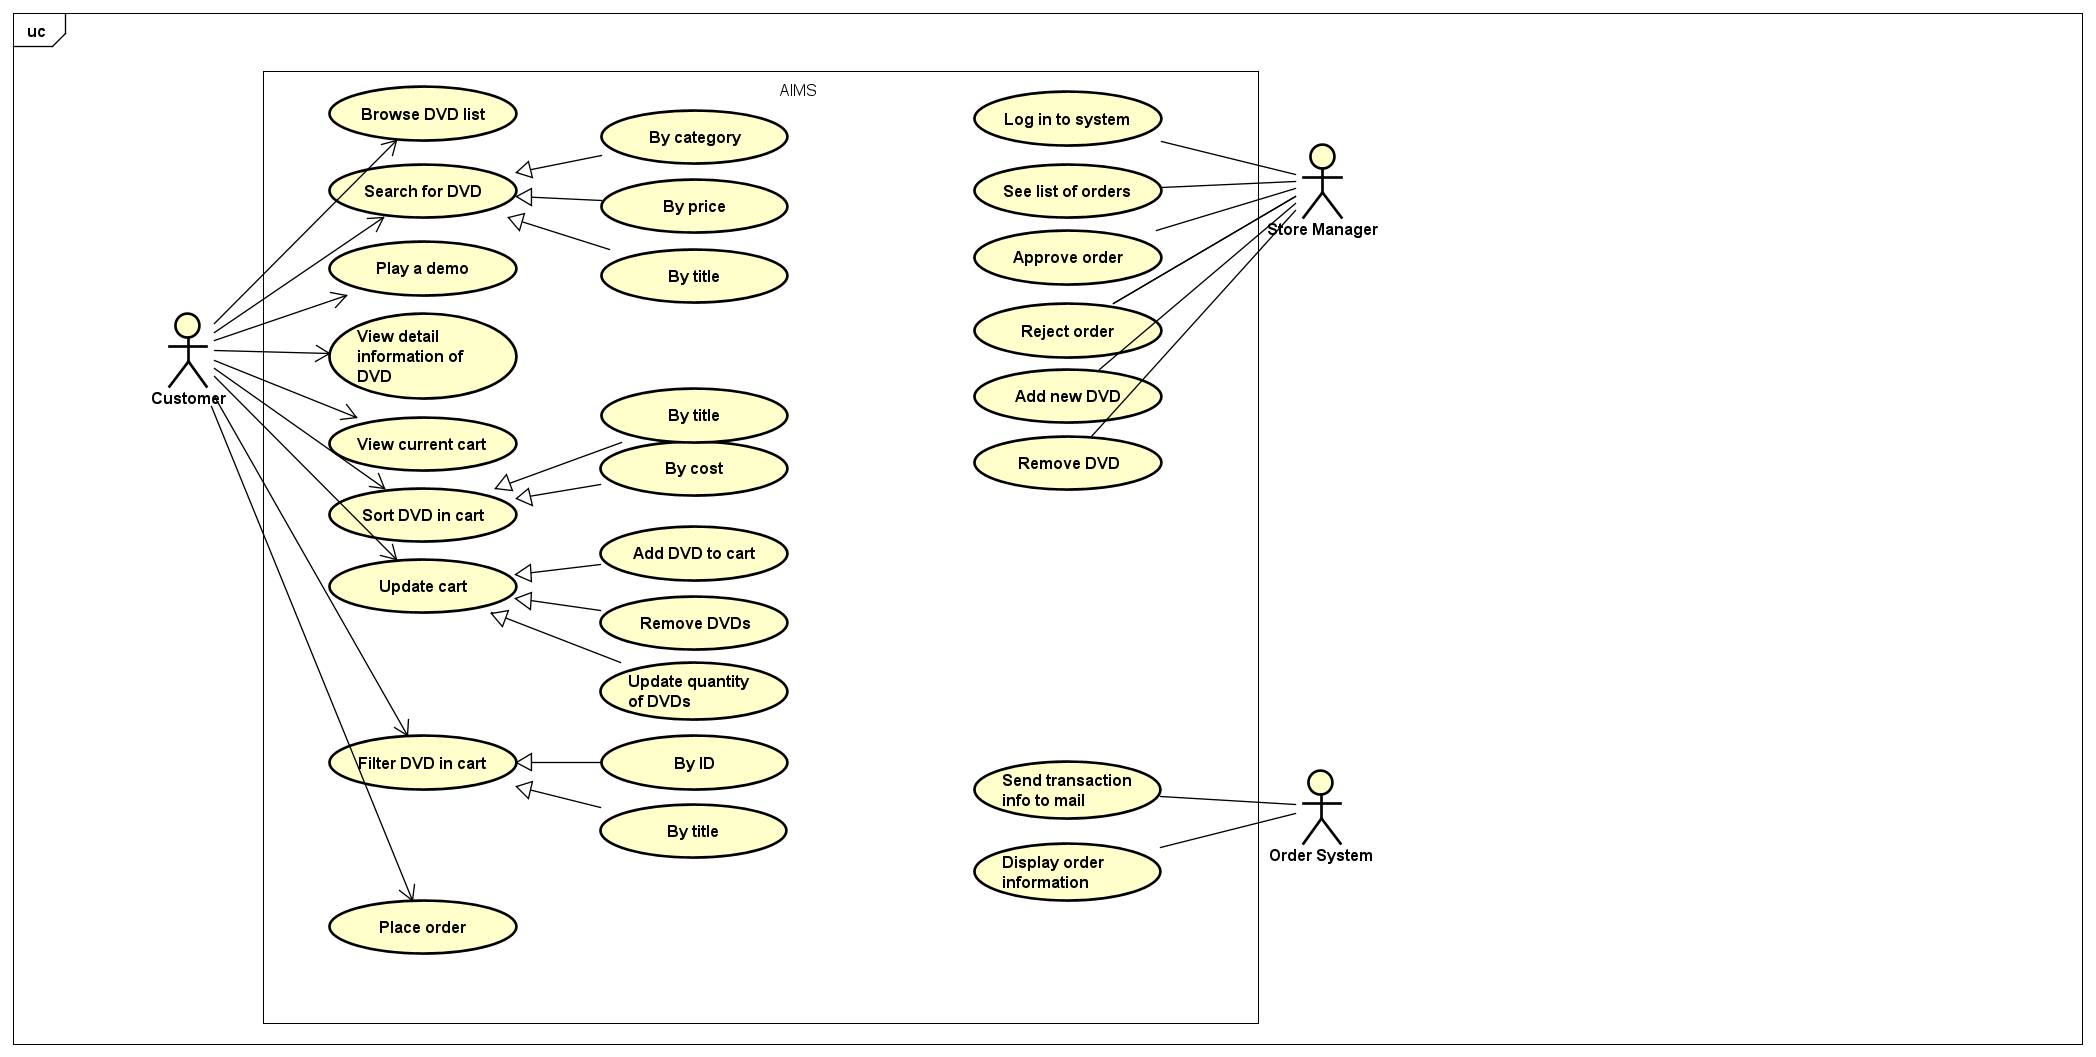 uc
AIMS
Browse DVD list
Search for DVD
Play a demo
View detail
information of
DVD
View current cart
Sort DVD in cart
Update cart
Filter DVD in cart
Place order
By category
By price
By title
By title
By cost
Add DVD to cart
Remove DVDs
Update quantity
of DVDs
By ID
By title
Log in to system
See list of orders
Approve order
Reject order
Add new DVD
Remove DVD
Send transaction
info to mail
Display order
information
Customer
Store Manager
Order System